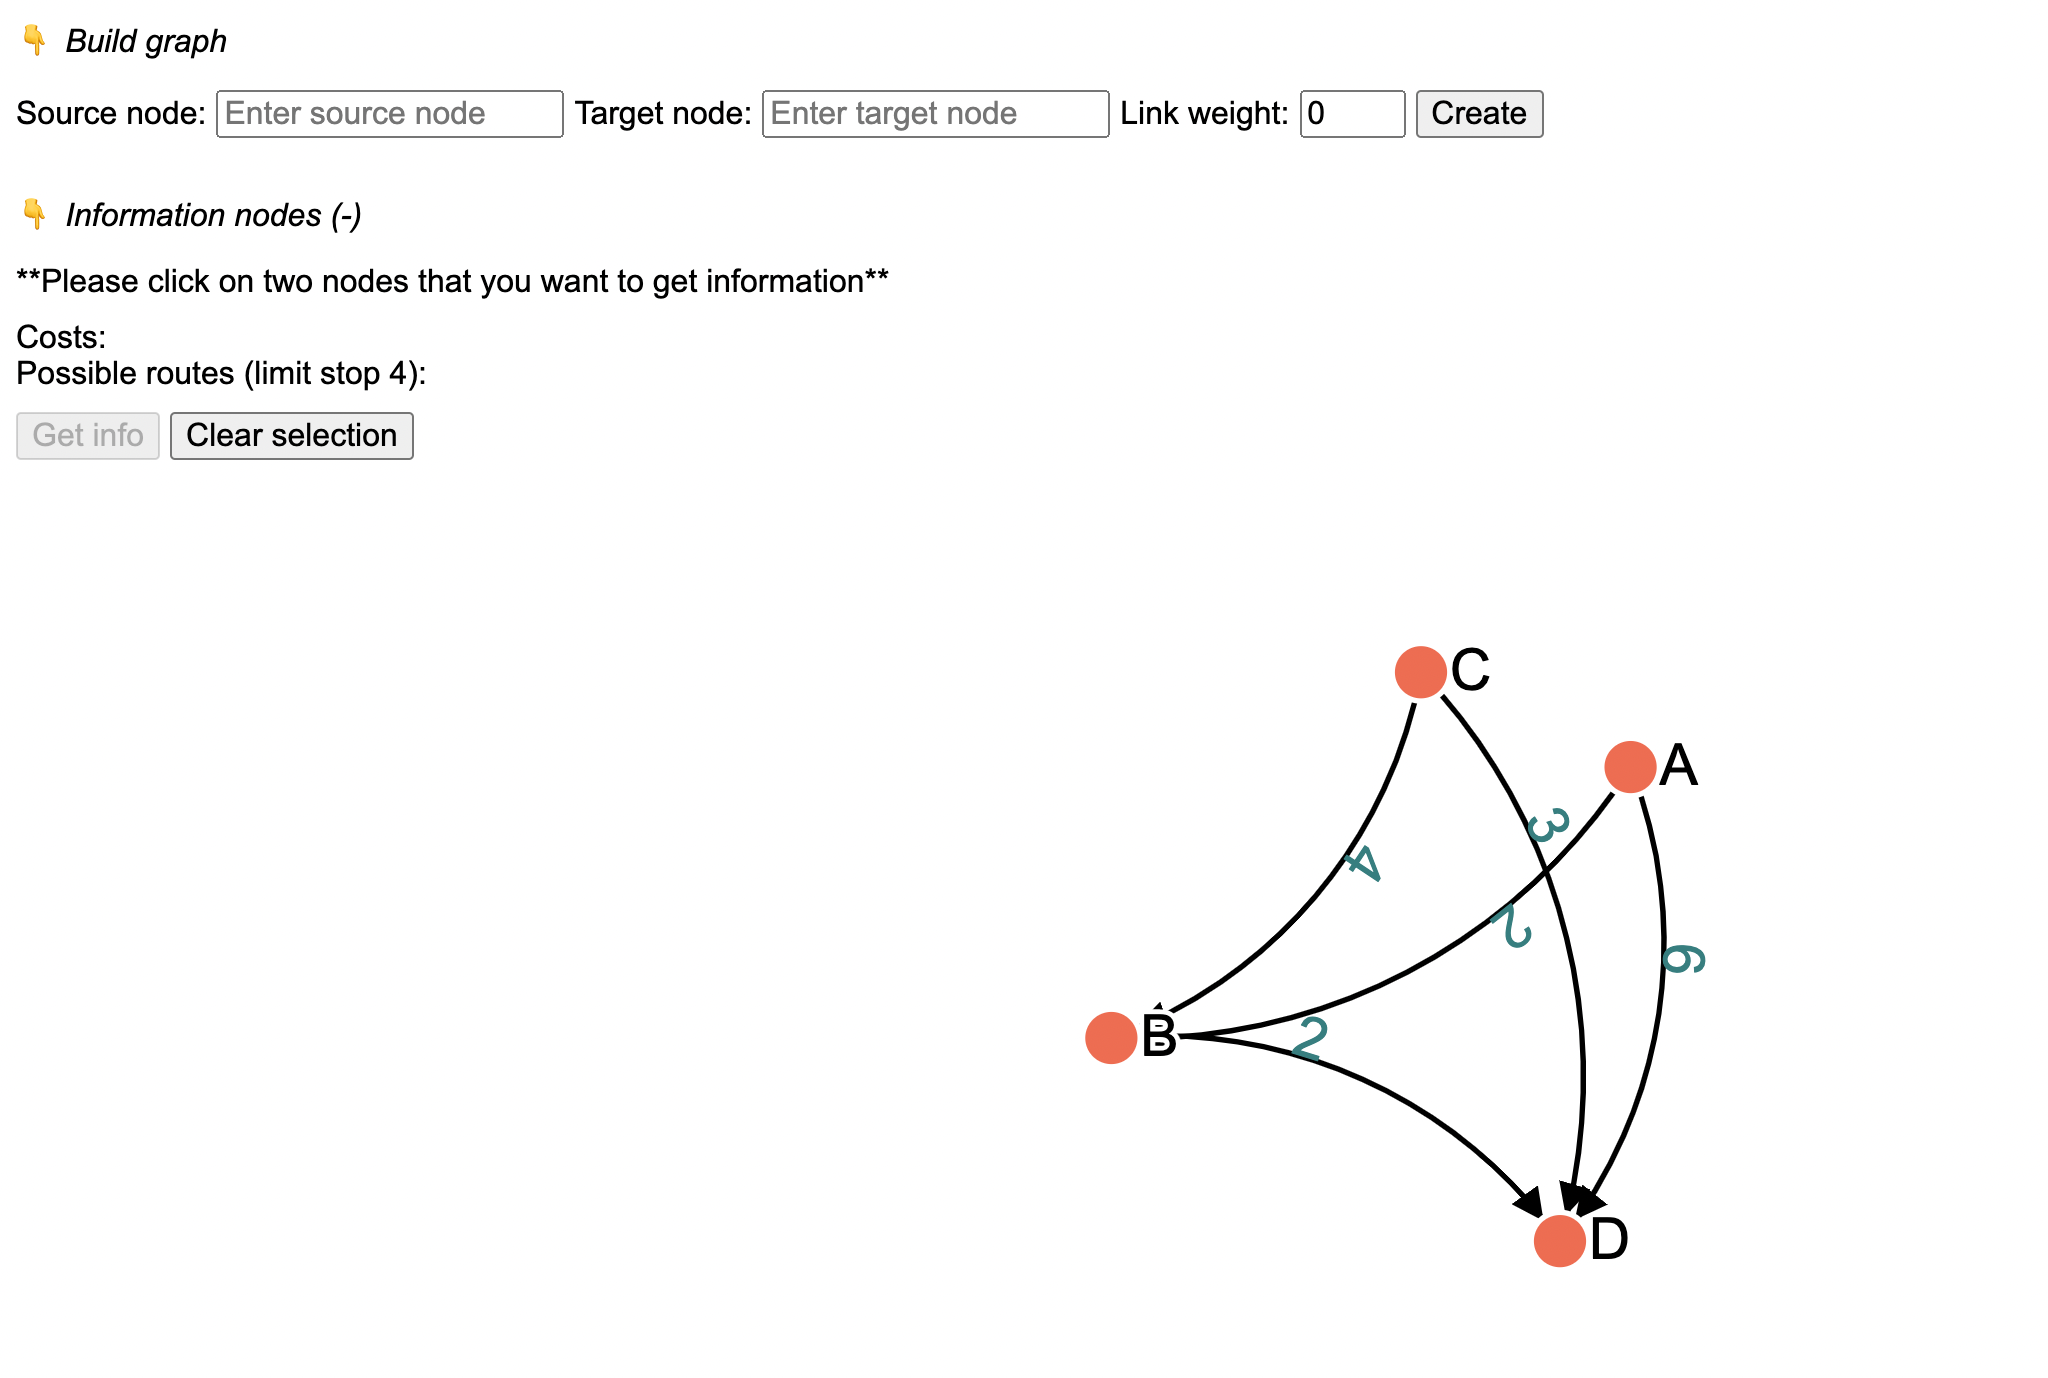 👇 Build graph
Source node: Enter source node Target node: Enter target node Link weight: 0 Create
👇 Information nodes (-)
**Please click on two nodes that you want to get information**
Costs:
Possible routes (limit stop 4):
Get info Clear selection
C
A
3
4
2
6
B
2
D